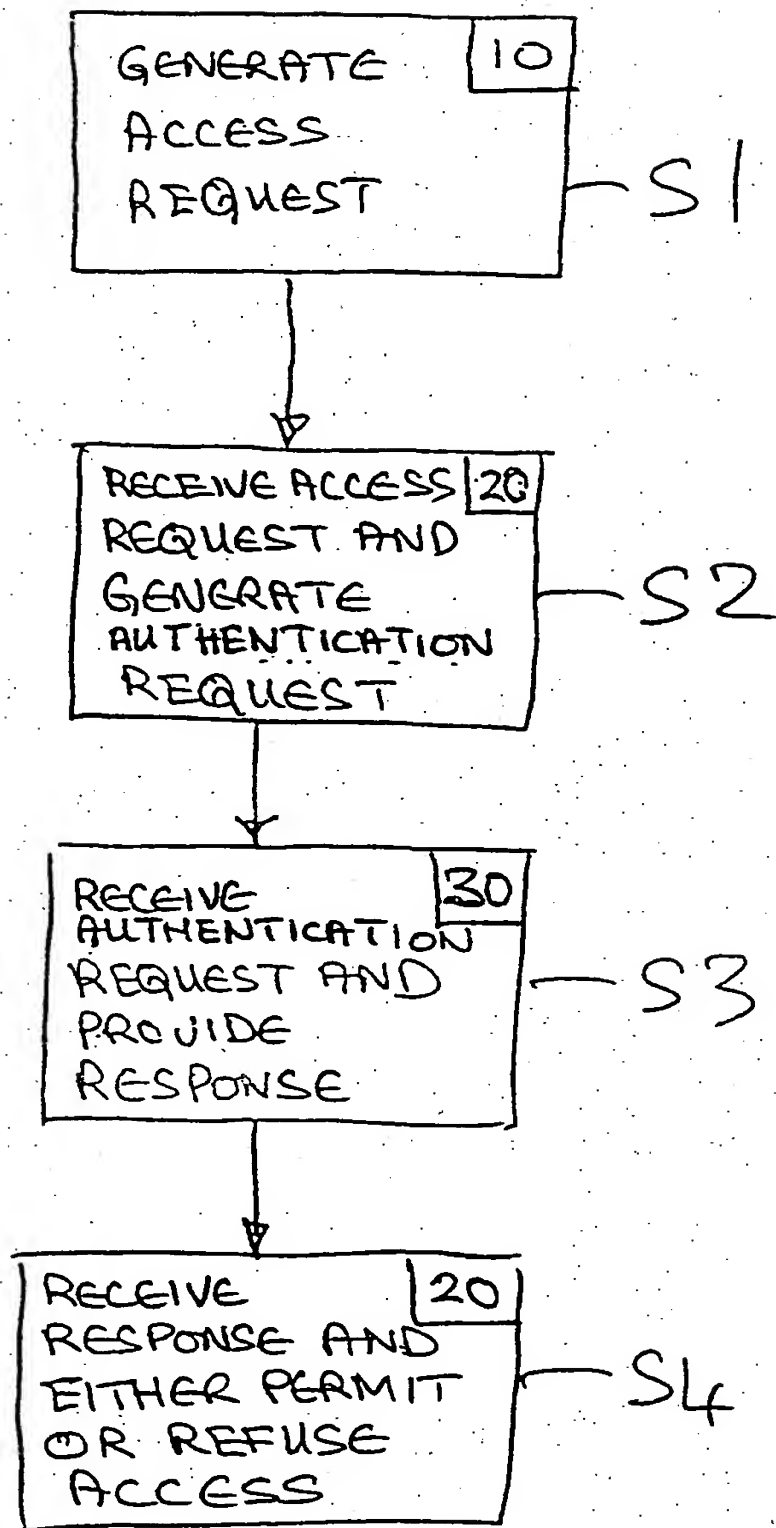 GENERATE 10
ACCESS
REQUEST
S1
RECEIVE ACCESS 20
REQUEST AND
GENERATE
AUTHENTICATION
REQUEST
S2
RECEIVE 30
AUTHENTICATION
REQUEST AND
PROVIDE
RESPONSE
S3
RECEIVE 20
RESPONSE AND
EITHER PERMIT
OR REFUSE
ACCESS
S4